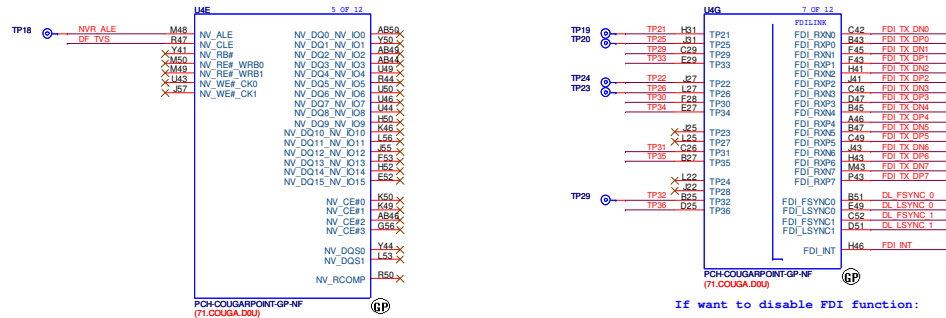 U4E 5 OF 12
TP18 NVR_ALE M48 NV_ALE NV_DQ0_NV_IO0 AB50
DF_TVS R47 NV_CLE NV_DQ1_NV_IO1 Y50
Y41 NV_RB# NV_DQ2_NV_IO2 AB49
M50 NV_RE#_WRB0 NV_DQ3_NV_IO3 AB44
M49 NV_RE#_WRB1 NV_DQ4_NV_IO4 U49
U43 NV_WE#_CK0 NV_DQ5_NV_IO5 R44
J57 NV_WE#_CK1 NV_DQ6_NV_IO6 U50
NV_DQ7_NV_IO7 U46
NV_DQ8_NV_IO8 U44
NV_DQ9_NV_IO9 H50
NV_DQ10_NV_IO10 K46
NV_DQ11_NV_IO11 L56
NV_DQ12_NV_IO12 J55
NV_DQ13_NV_IO13 F53
NV_DQ14_NV_IO14 H52
NV_DQ15_NV_IO15 E52
NV_CE#0 K50
NV_CE#1 K49
NV_CE#2 AB46
NV_CE#3 G56
NV_DQS0 Y44
NV_DQS1 L53
NV_RCOMP R50
PCH-COUGARPOINT-GP-NF
(71.COUGA.D0U)
GP
U4G 7 OF 12
FDILINK
TP19 TP21 H31 TP21 FDI_RXN0 C42 FDI_TX_DN0
TP20 TP25 J31 TP25 FDI_RXP0 B43 FDI_TX_DP0
TP29 C29 TP29 FDI_RXN1 F45 FDI_TX_DN1
TP33 E29 TP33 FDI_RXP1 F43 FDI_TX_DP1
FDI_RXN2 H41 FDI_TX_DN2
TP24 TP22 J27 TP22 FDI_RXP2 J41 FDI_TX_DP2
TP23 TP26 L27 TP26 FDI_RXN3 C46 FDI_TX_DN3
TP30 F28 TP30 FDI_RXP3 D47 FDI_TX_DP3
TP34 E27 TP34 FDI_RXN4 B45 FDI_TX_DN4
FDI_RXP4 A46 FDI_TX_DP4
J25 TP23 FDI_RXN5 B47 FDI_TX_DN5
L25 TP27 FDI_RXP5 C49 FDI_TX_DP5
TP31 C26 TP31 FDI_RXN6 J43 FDI_TX_DN6
TP35 B27 TP35 FDI_RXP6 H43 FDI_TX_DP6
FDI_RXN7 M43 FDI_TX_DN7
L22 TP24 FDI_RXP7 P43 FDI_TX_DP7
J22 TP28
TP29 TP32 B25 TP32 FDI_FSYNC0 B51 DL_FSYNC_0
TP36 D25 TP36 FDI_LSYNC0 E49 DL_LSYNC_0
FDI_FSYNC1 C52 DL_FSYNC_1
FDI_LSYNC1 D51 DL_LSYNC_1
FDI_INT H46 FDI_INT
PCH-COUGARPOINT-GP-NF
(71.COUGA.D0U)
GP
If want to disable FDI function: